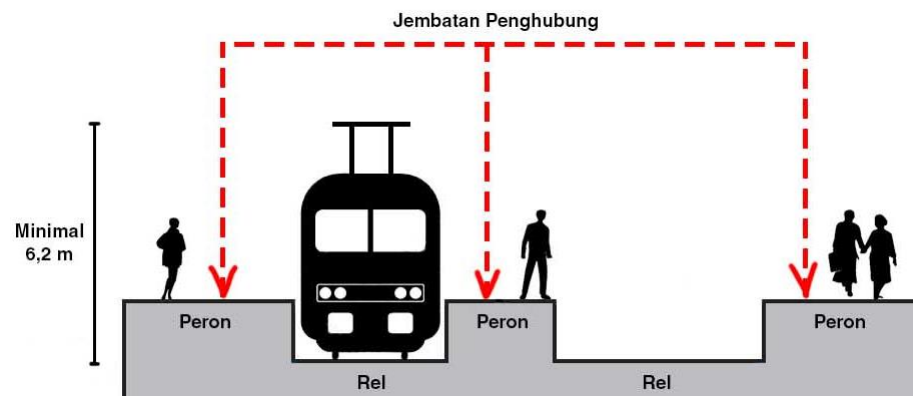 Jembatan Penghubung
Minimal
6,2 m
Peron
Peron
Peron
Rel
Rel